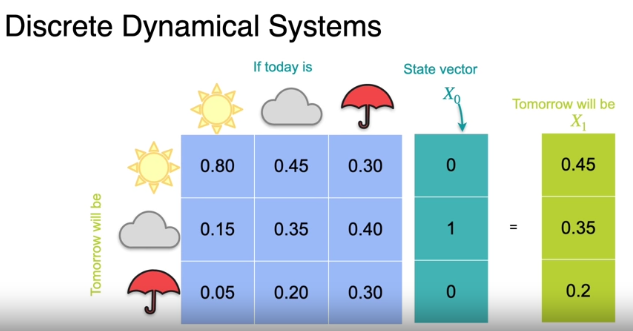 Discrete Dynamical Systems
If today is
State vector
X₀
Tomorrow will be
X₁
Tomorrow will be
0.80 0.45 0.30 0 0.45
0.15 0.35 0.40 1 = 0.35
0.05 0.20 0.30 0 0.2